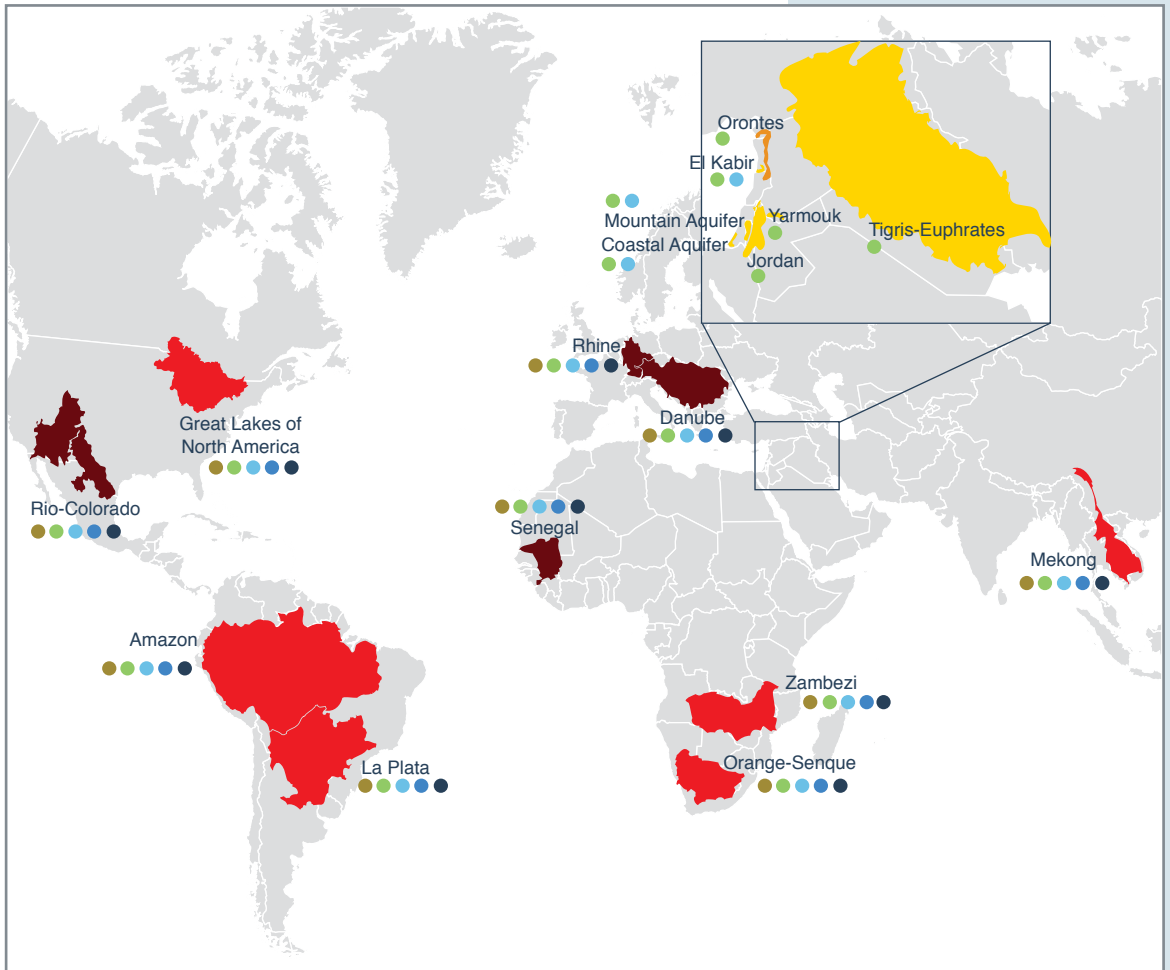 Orontes
El Kabir
Mountain Aquifer
Yarmouk
Coastal Aquifer
Tigris-Euphrates
Jordan
Rhine
Danube
Great Lakes of
North America
Rio-Colorado
Senegal
Mekong
Amazon
Zambezi
La Plata
Orange-Senque